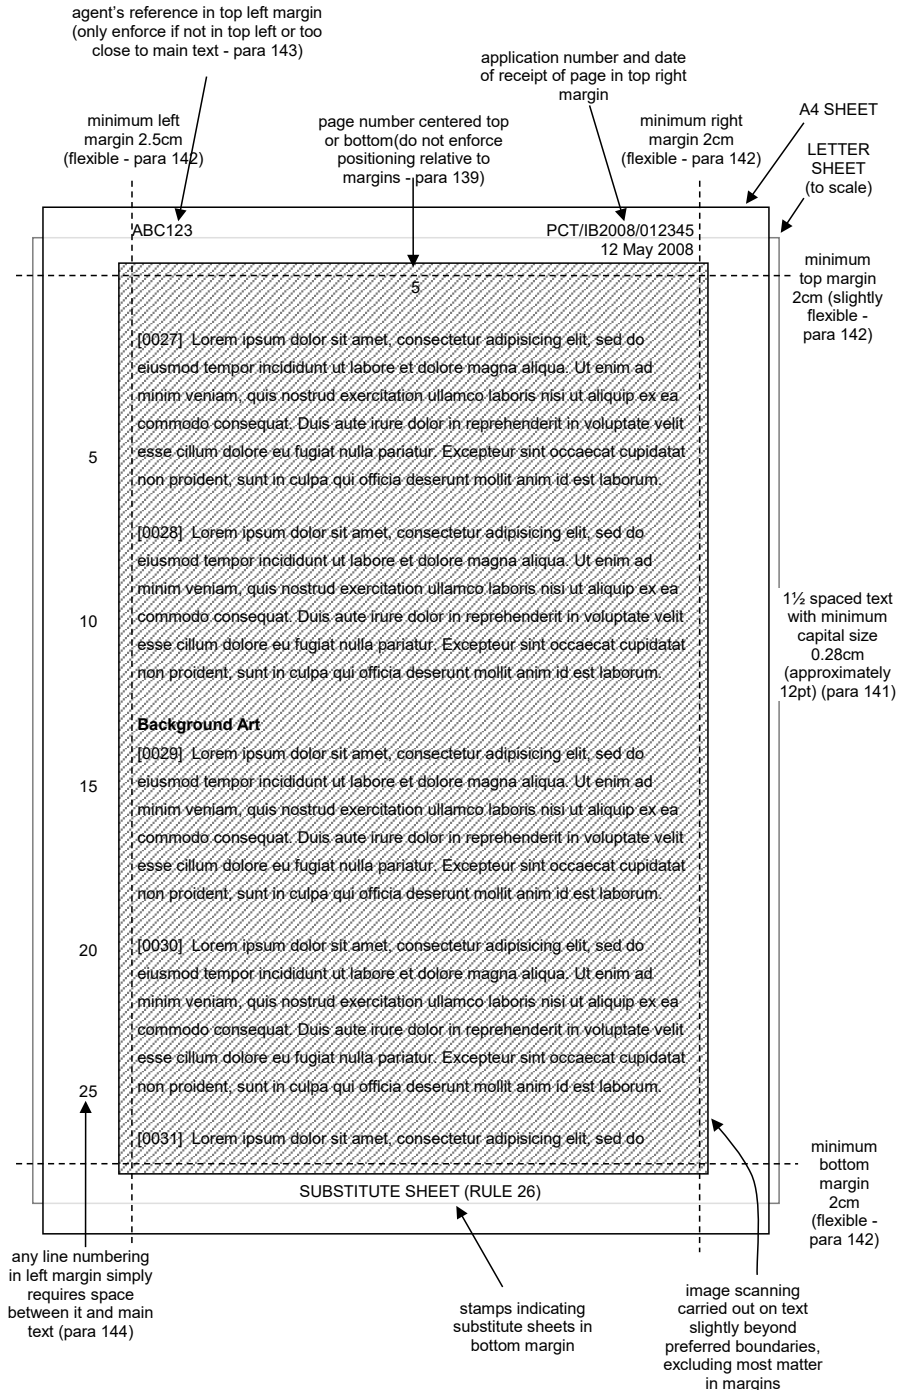 agent’s reference in top left margin
(only enforce if not in top left or too
close to main text - para 143)
application number and date
of receipt of page in top right
margin
minimum left
margin 2.5cm
(flexible - para 142)
page number centered top
or bottom(do not enforce
positioning relative to
margins - para 139)
minimum right
margin 2cm
(flexible - para 142)
A4 SHEET
LETTER
SHEET
(to scale)
ABC123
PCT/IB2008/012345
12 May 2008
minimum
top margin
2cm (slightly
flexible -
para 142)
5
[0027] Lorem ipsum dolor sit amet, consectetur adipisicing elit, sed do
eiusmod tempor incididunt ut labore et dolore magna aliqua. Ut enim ad
minim veniam, quis nostrud exercitation ullamco laboris nisi ut aliquip ex ea
commodo consequat. Duis aute irure dolor in reprehenderit in voluptate velit
5 esse cillum dolore eu fugiat nulla pariatur. Excepteur sint occaecat cupidatat
non proident, sunt in culpa qui officia deserunt mollit anim id est laborum.
[0028] Lorem ipsum dolor sit amet, consectetur adipisicing elit, sed do
eiusmod tempor incididunt ut labore et dolore magna aliqua. Ut enim ad
minim veniam, quis nostrud exercitation ullamco laboris nisi ut aliquip ex ea
10 commodo consequat. Duis aute irure dolor in reprehenderit in voluptate velit
esse cillum dolore eu fugiat nulla pariatur. Excepteur sint occaecat cupidatat
non proident, sunt in culpa qui officia deserunt mollit anim id est laborum.
1½ spaced text
with minimum
capital size
0.28cm
(approximately
12pt) (para 141)
Background Art
[0029] Lorem ipsum dolor sit amet, consectetur adipisicing elit, sed do
15 eiusmod tempor incididunt ut labore et dolore magna aliqua. Ut enim ad
minim veniam, quis nostrud exercitation ullamco laboris nisi ut aliquip ex ea
commodo consequat. Duis aute irure dolor in reprehenderit in voluptate velit
esse cillum dolore eu fugiat nulla pariatur. Excepteur sint occaecat cupidatat
non proident, sunt in culpa qui officia deserunt mollit anim id est laborum.
20 [0030] Lorem ipsum dolor sit amet, consectetur adipisicing elit, sed do
eiusmod tempor incididunt ut labore et dolore magna aliqua. Ut enim ad
minim veniam, quis nostrud exercitation ullamco laboris nisi ut aliquip ex ea
commodo consequat. Duis aute irure dolor in reprehenderit in voluptate velit
esse cillum dolore eu fugiat nulla pariatur. Excepteur sint occaecat cupidatat
25 non proident, sunt in culpa qui officia deserunt mollit anim id est laborum.
[0031] Lorem ipsum dolor sit amet, consectetur adipisicing elit, sed do
SUBSTITUTE SHEET (RULE 26)
minimum
bottom
margin
2cm
(flexible -
para 142)
any line numbering
in left margin simply
requires space
between it and main
text (para 144)
stamps indicating
substitute sheets in
bottom margin
image scanning
carried out on text
slightly beyond
preferred boundaries,
excluding most matter
in margins